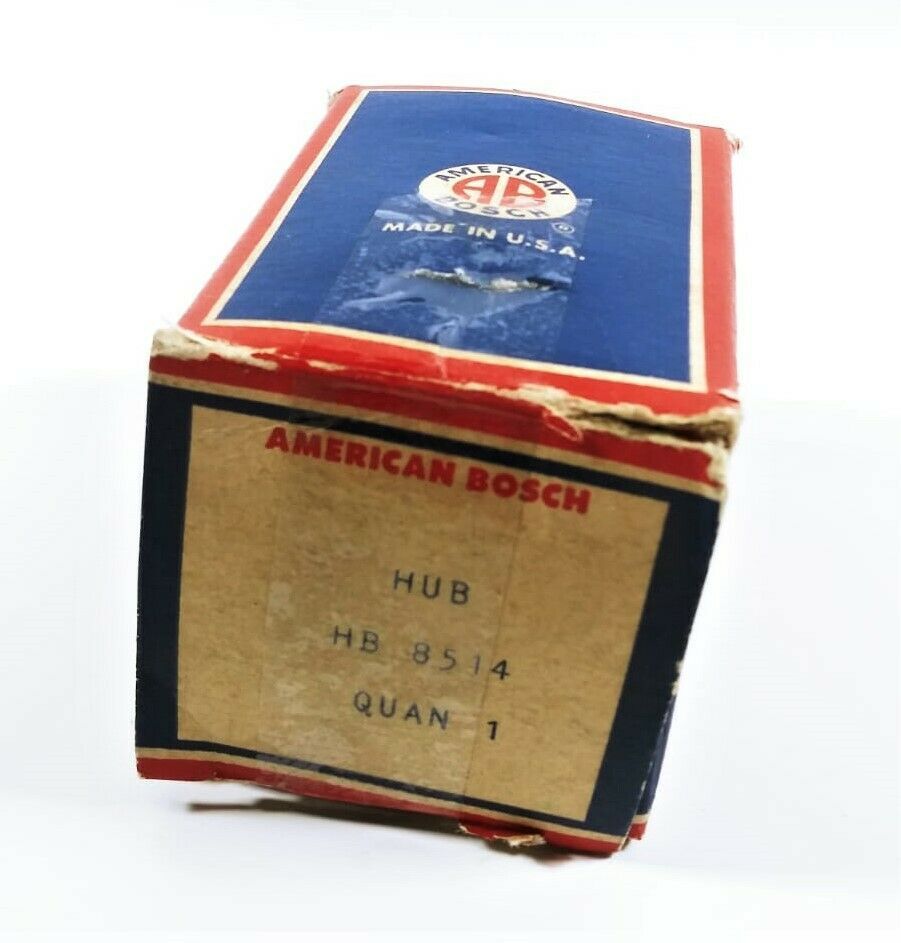 AMERICAN
AB
BOSCH
®
MADE IN U.S.A.
AMERICAN BOSCH
HUB
HB 8514
QUAN 1